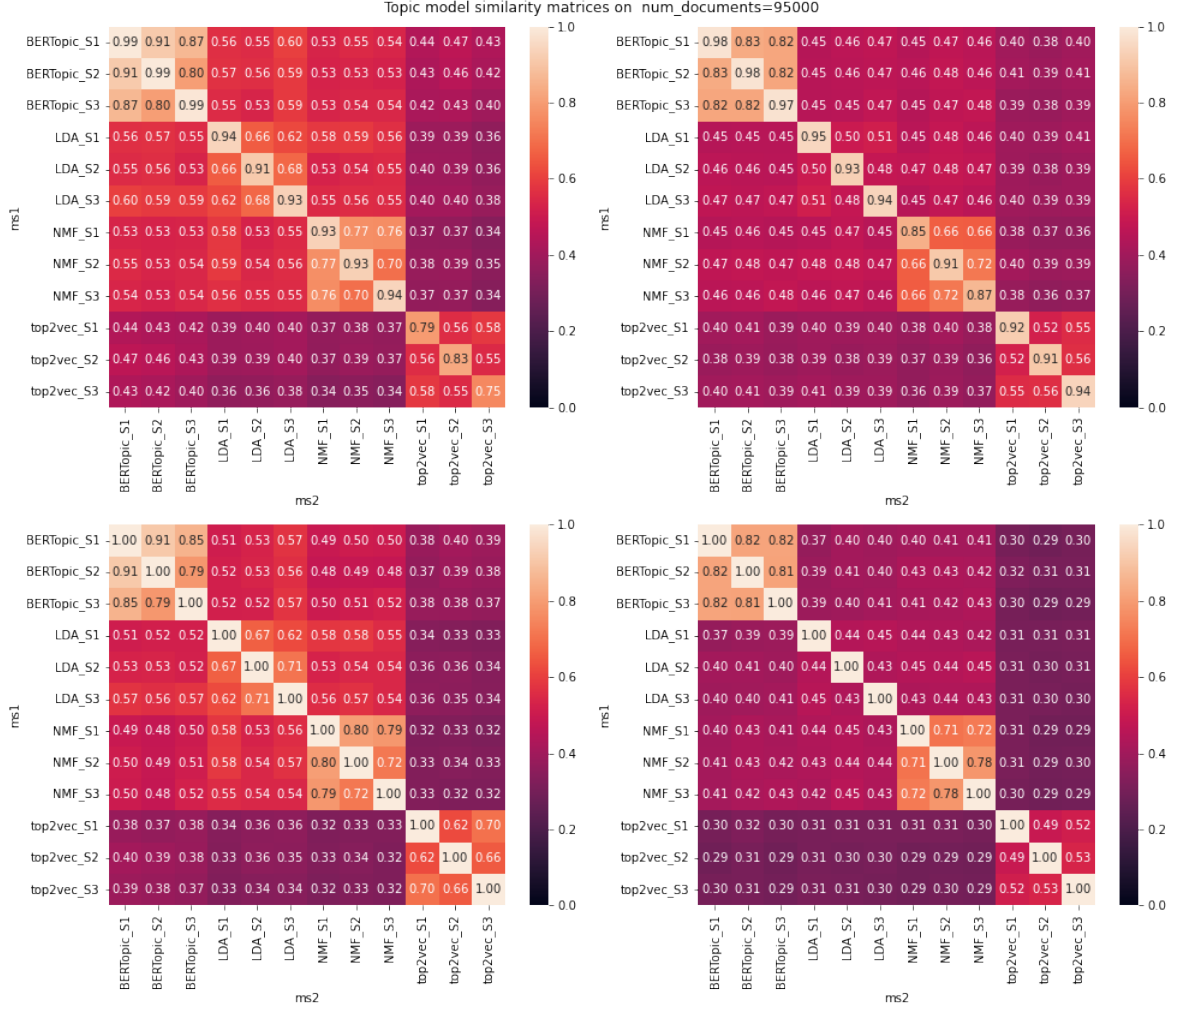 Topic model similarity matrices on num_documents=95000
ms1
BERTopic_S1 0.99 0.91 0.87 0.56 0.55 0.60 0.53 0.55 0.54 0.44 0.47 0.43
BERTopic_S2 0.91 0.99 0.80 0.57 0.56 0.59 0.53 0.53 0.53 0.43 0.46 0.42
BERTopic_S3 0.87 0.80 0.99 0.55 0.53 0.59 0.53 0.54 0.54 0.42 0.43 0.40
LDA_S1 0.56 0.57 0.55 0.94 0.66 0.62 0.58 0.59 0.56 0.39 0.39 0.36
LDA_S2 0.55 0.56 0.53 0.66 0.91 0.68 0.53 0.54 0.55 0.40 0.39 0.36
LDA_S3 0.60 0.59 0.59 0.62 0.68 0.93 0.55 0.56 0.55 0.40 0.40 0.38
NMF_S1 0.53 0.53 0.53 0.58 0.53 0.55 0.93 0.77 0.76 0.37 0.37 0.34
NMF_S2 0.55 0.53 0.54 0.59 0.54 0.56 0.77 0.93 0.70 0.38 0.39 0.35
NMF_S3 0.54 0.53 0.54 0.56 0.55 0.55 0.76 0.70 0.94 0.37 0.37 0.34
top2vec_S1 0.44 0.43 0.42 0.39 0.40 0.40 0.37 0.38 0.37 0.79 0.56 0.58
top2vec_S2 0.47 0.46 0.43 0.39 0.39 0.40 0.37 0.39 0.37 0.56 0.83 0.55
top2vec_S3 0.43 0.42 0.40 0.36 0.36 0.38 0.34 0.35 0.34 0.58 0.55 0.75
BERTopic_S1 BERTopic_S2 BERTopic_S3 LDA_S1 LDA_S2 LDA_S3 NMF_S1 NMF_S2 NMF_S3 top2vec_S1 top2vec_S2 top2vec_S3
ms2
1.0
0.8
0.6
0.4
0.2
0.0
ms1
BERTopic_S1 0.98 0.83 0.82 0.45 0.46 0.47 0.45 0.47 0.46 0.40 0.38 0.40
BERTopic_S2 0.83 0.98 0.82 0.45 0.46 0.47 0.46 0.48 0.46 0.41 0.39 0.41
BERTopic_S3 0.82 0.82 0.97 0.45 0.45 0.47 0.45 0.47 0.48 0.39 0.38 0.39
LDA_S1 0.45 0.45 0.45 0.95 0.50 0.51 0.45 0.48 0.46 0.40 0.39 0.41
LDA_S2 0.46 0.46 0.45 0.50 0.93 0.48 0.47 0.48 0.47 0.39 0.38 0.39
LDA_S3 0.47 0.47 0.47 0.51 0.48 0.94 0.45 0.47 0.46 0.40 0.39 0.39
NMF_S1 0.45 0.46 0.45 0.45 0.47 0.45 0.85 0.66 0.66 0.38 0.37 0.36
NMF_S2 0.47 0.48 0.47 0.48 0.48 0.47 0.66 0.91 0.72 0.40 0.39 0.39
NMF_S3 0.46 0.46 0.48 0.46 0.47 0.46 0.66 0.72 0.87 0.38 0.36 0.37
top2vec_S1 0.40 0.41 0.39 0.40 0.39 0.40 0.38 0.40 0.38 0.92 0.52 0.55
top2vec_S2 0.38 0.39 0.38 0.39 0.38 0.39 0.37 0.39 0.36 0.52 0.91 0.56
top2vec_S3 0.40 0.41 0.39 0.41 0.39 0.39 0.36 0.39 0.37 0.55 0.56 0.94
BERTopic_S1 BERTopic_S2 BERTopic_S3 LDA_S1 LDA_S2 LDA_S3 NMF_S1 NMF_S2 NMF_S3 top2vec_S1 top2vec_S2 top2vec_S3
ms2
1.0
0.8
0.6
0.4
0.2
0.0
ms1
BERTopic_S1 1.00 0.91 0.85 0.51 0.53 0.57 0.49 0.50 0.50 0.38 0.40 0.39
BERTopic_S2 0.91 1.00 0.79 0.52 0.53 0.56 0.48 0.49 0.48 0.37 0.39 0.38
BERTopic_S3 0.85 0.79 1.00 0.52 0.52 0.57 0.50 0.51 0.52 0.38 0.38 0.37
LDA_S1 0.51 0.52 0.52 1.00 0.67 0.62 0.58 0.58 0.55 0.34 0.33 0.33
LDA_S2 0.53 0.53 0.52 0.67 1.00 0.71 0.53 0.54 0.54 0.36 0.36 0.34
LDA_S3 0.57 0.56 0.57 0.62 0.71 1.00 0.56 0.57 0.54 0.36 0.35 0.34
NMF_S1 0.49 0.48 0.50 0.58 0.53 0.56 1.00 0.80 0.79 0.32 0.33 0.32
NMF_S2 0.50 0.49 0.51 0.58 0.54 0.57 0.80 1.00 0.72 0.33 0.34 0.33
NMF_S3 0.50 0.48 0.52 0.55 0.54 0.54 0.79 0.72 1.00 0.33 0.32 0.32
top2vec_S1 0.38 0.37 0.38 0.34 0.36 0.36 0.32 0.33 0.33 1.00 0.62 0.70
top2vec_S2 0.40 0.39 0.38 0.33 0.36 0.35 0.33 0.34 0.32 0.62 1.00 0.66
top2vec_S3 0.39 0.38 0.37 0.33 0.34 0.34 0.32 0.33 0.32 0.70 0.66 1.00
BERTopic_S1 BERTopic_S2 BERTopic_S3 LDA_S1 LDA_S2 LDA_S3 NMF_S1 NMF_S2 NMF_S3 top2vec_S1 top2vec_S2 top2vec_S3
ms2
1.0
0.8
0.6
0.4
0.2
0.0
ms1
BERTopic_S1 1.00 0.82 0.82 0.37 0.40 0.40 0.40 0.41 0.41 0.30 0.29 0.30
BERTopic_S2 0.82 1.00 0.81 0.39 0.41 0.40 0.43 0.43 0.42 0.32 0.31 0.31
BERTopic_S3 0.82 0.81 1.00 0.39 0.40 0.41 0.41 0.42 0.43 0.30 0.29 0.29
LDA_S1 0.37 0.39 0.39 1.00 0.44 0.45 0.44 0.43 0.42 0.31 0.31 0.31
LDA_S2 0.40 0.41 0.40 0.44 1.00 0.43 0.45 0.44 0.45 0.31 0.30 0.31
LDA_S3 0.40 0.40 0.41 0.45 0.43 1.00 0.43 0.44 0.43 0.31 0.30 0.30
NMF_S1 0.40 0.43 0.41 0.44 0.45 0.43 1.00 0.71 0.72 0.31 0.29 0.29
NMF_S2 0.41 0.43 0.42 0.43 0.44 0.44 0.71 1.00 0.78 0.31 0.29 0.30
NMF_S3 0.41 0.42 0.43 0.42 0.45 0.43 0.72 0.78 1.00 0.30 0.29 0.29
top2vec_S1 0.30 0.32 0.30 0.31 0.31 0.31 0.31 0.31 0.30 1.00 0.49 0.52
top2vec_S2 0.29 0.31 0.29 0.31 0.30 0.30 0.29 0.29 0.29 0.49 1.00 0.53
top2vec_S3 0.30 0.31 0.29 0.31 0.31 0.30 0.29 0.30 0.29 0.52 0.53 1.00
BERTopic_S1 BERTopic_S2 BERTopic_S3 LDA_S1 LDA_S2 LDA_S3 NMF_S1 NMF_S2 NMF_S3 top2vec_S1 top2vec_S2 top2vec_S3
ms2
1.0
0.8
0.6
0.4
0.2
0.0